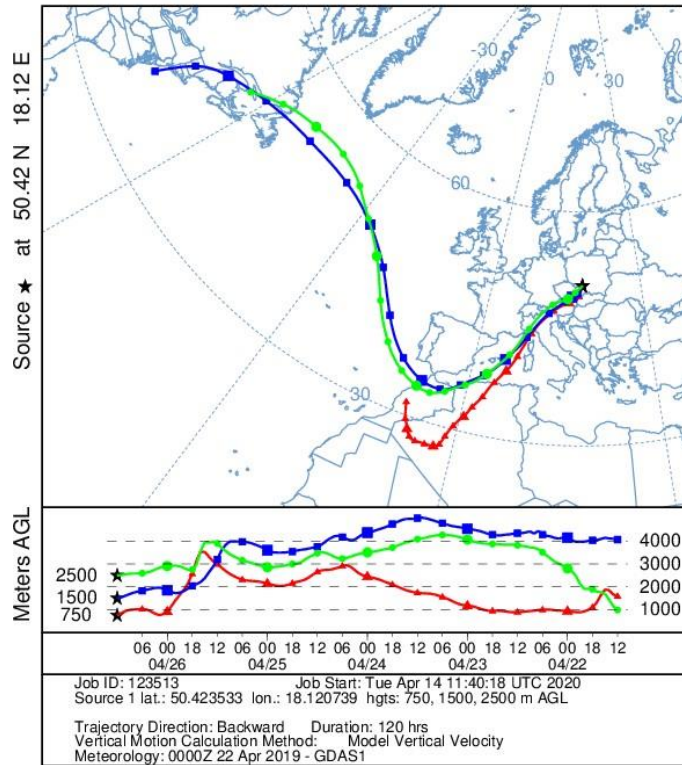 Source ★ at 50.42 N 18.12 E
-30
0
30
60
30
Meters AGL
2500
1500
750
4000
3000
2000
1000
06 00 18 12 06 00 18 12 06 00 18 12 06 00 18 12 06 00 18 12
04/26 04/25 04/24 04/23 04/22
Job ID: 123513 Job Start: Tue Apr 14 11:40:18 UTC 2020
Source 1 lat.: 50.423533 lon.: 18.120739 hgts: 750, 1500, 2500 m AGL
Trajectory Direction: Backward Duration: 120 hrs
Vertical Motion Calculation Method: Model Vertical Velocity
Meteorology: 0000Z 22 Apr 2019 - GDAS1